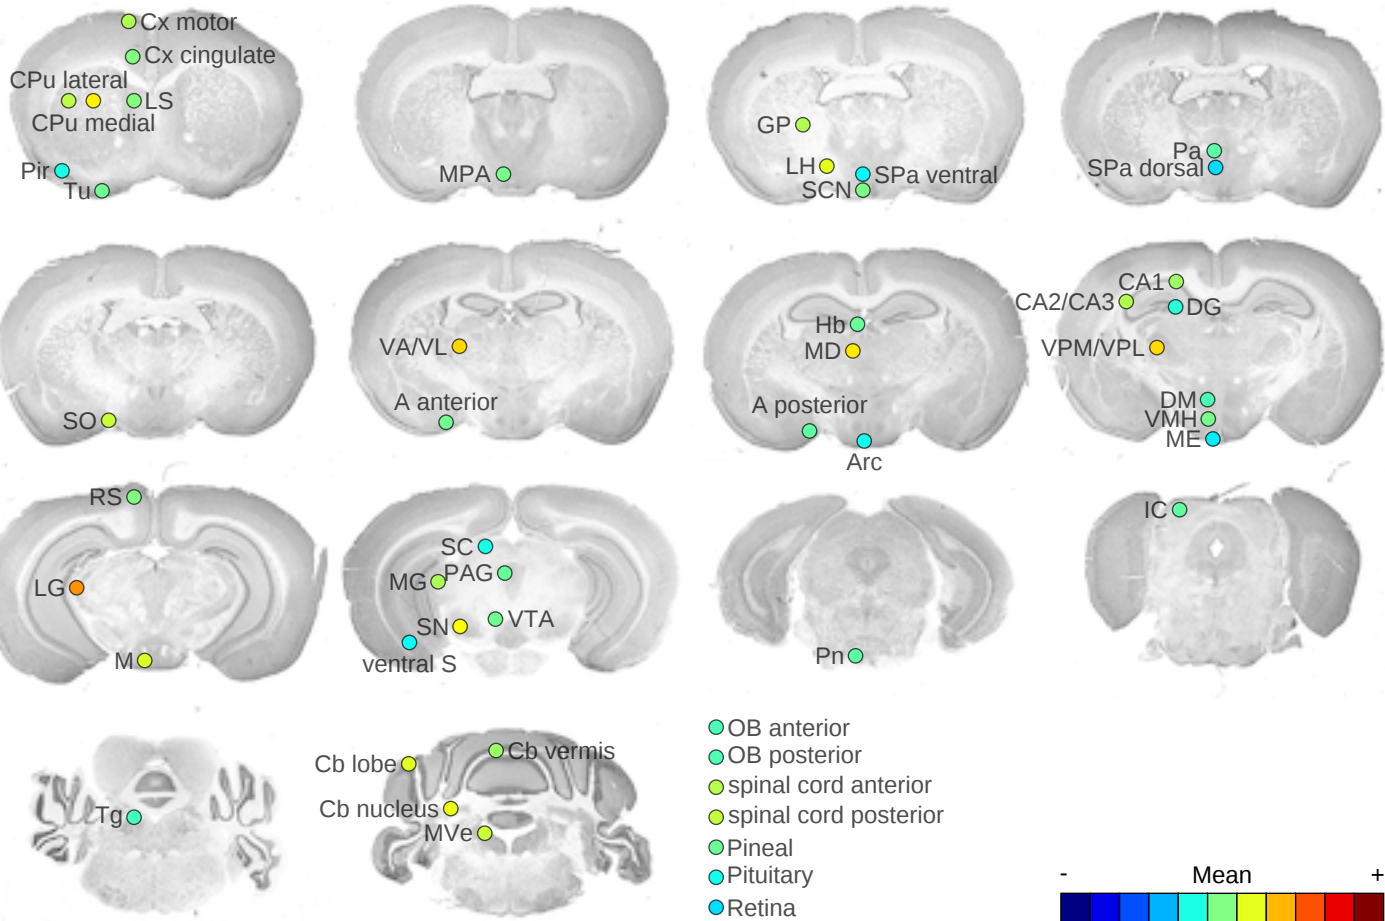 Cx motor
Cx cingulate
CPu lateral
LS
CPu medial
Pir
Tu
MPA
GP
LH
SPa ventral
SCN
Pa
SPa dorsal
SO
VA/VL
A anterior
Hb
MD
A posterior
Arc
CA1
CA2/CA3
DG
VPM/VPL
DM
VMH
ME
RS
LG
M
SC
PAG
MG
VTA
SN
ventral S
Pn
IC
Tg
Cb vermis
Cb lobe
Cb nucleus
MVe
OB anterior
OB posterior
spinal cord anterior
spinal cord posterior
Pineal
Pituitary
Retina
- Mean +